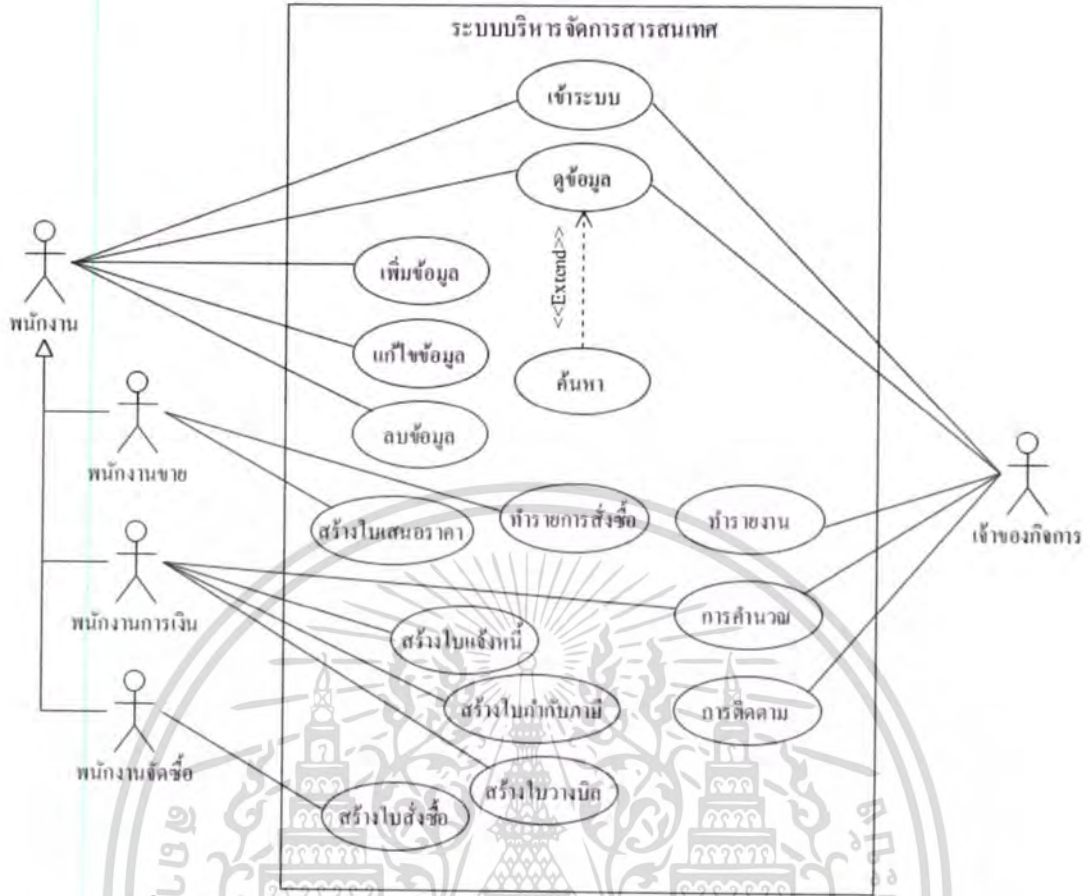 ระบบบริหารจัดการสารสนเทศ
เข้าระบบ
ดูข้อมูล
<<Extend>>
เพิ่มข้อมูล
พนักงาน
แก้ไขข้อมูล
ค้นหา
ลบข้อมูล
พนักงานขาย
สร้างใบเสนอราคา
ทำรายการสั่งซื้อ
ทำรายงาน
เจ้าของกิจการ
พนักงานการเงิน
สร้างใบแจ้งหนี้
การคำนวณ
สร้างใบกำกับภาษี
การติดตาม
พนักงานจัดซื้อ
สร้างใบวางบิล
สร้างใบสั่งซื้อ